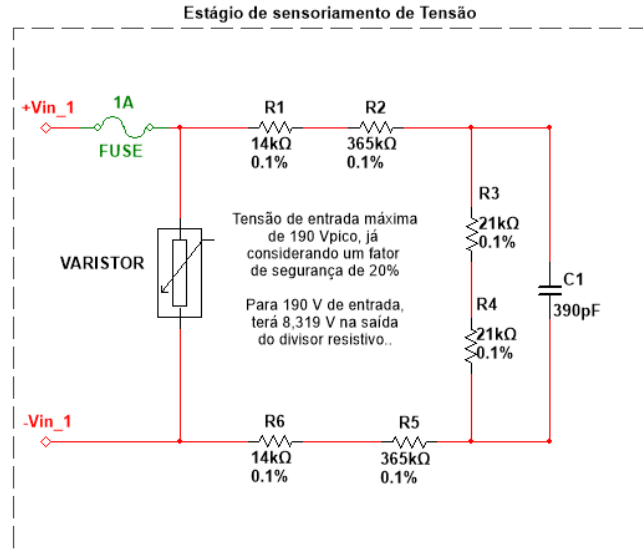 Estágio de sensoriamento de Tensão
+Vin_1
1A
FUSE
R1
14kΩ
0.1%
R2
365kΩ
0.1%
R3
21kΩ
0.1%
VARISTOR
Tensão de entrada máxima
de 190 Vpico, já
considerando um fator
de segurança de 20%
Para 190 V de entrada,
terá 8,319 V na saída
do divisor resistivo..
C1
390pF
R4
21kΩ
0.1%
-Vin_1
R6
14kΩ
0.1%
R5
365kΩ
0.1%